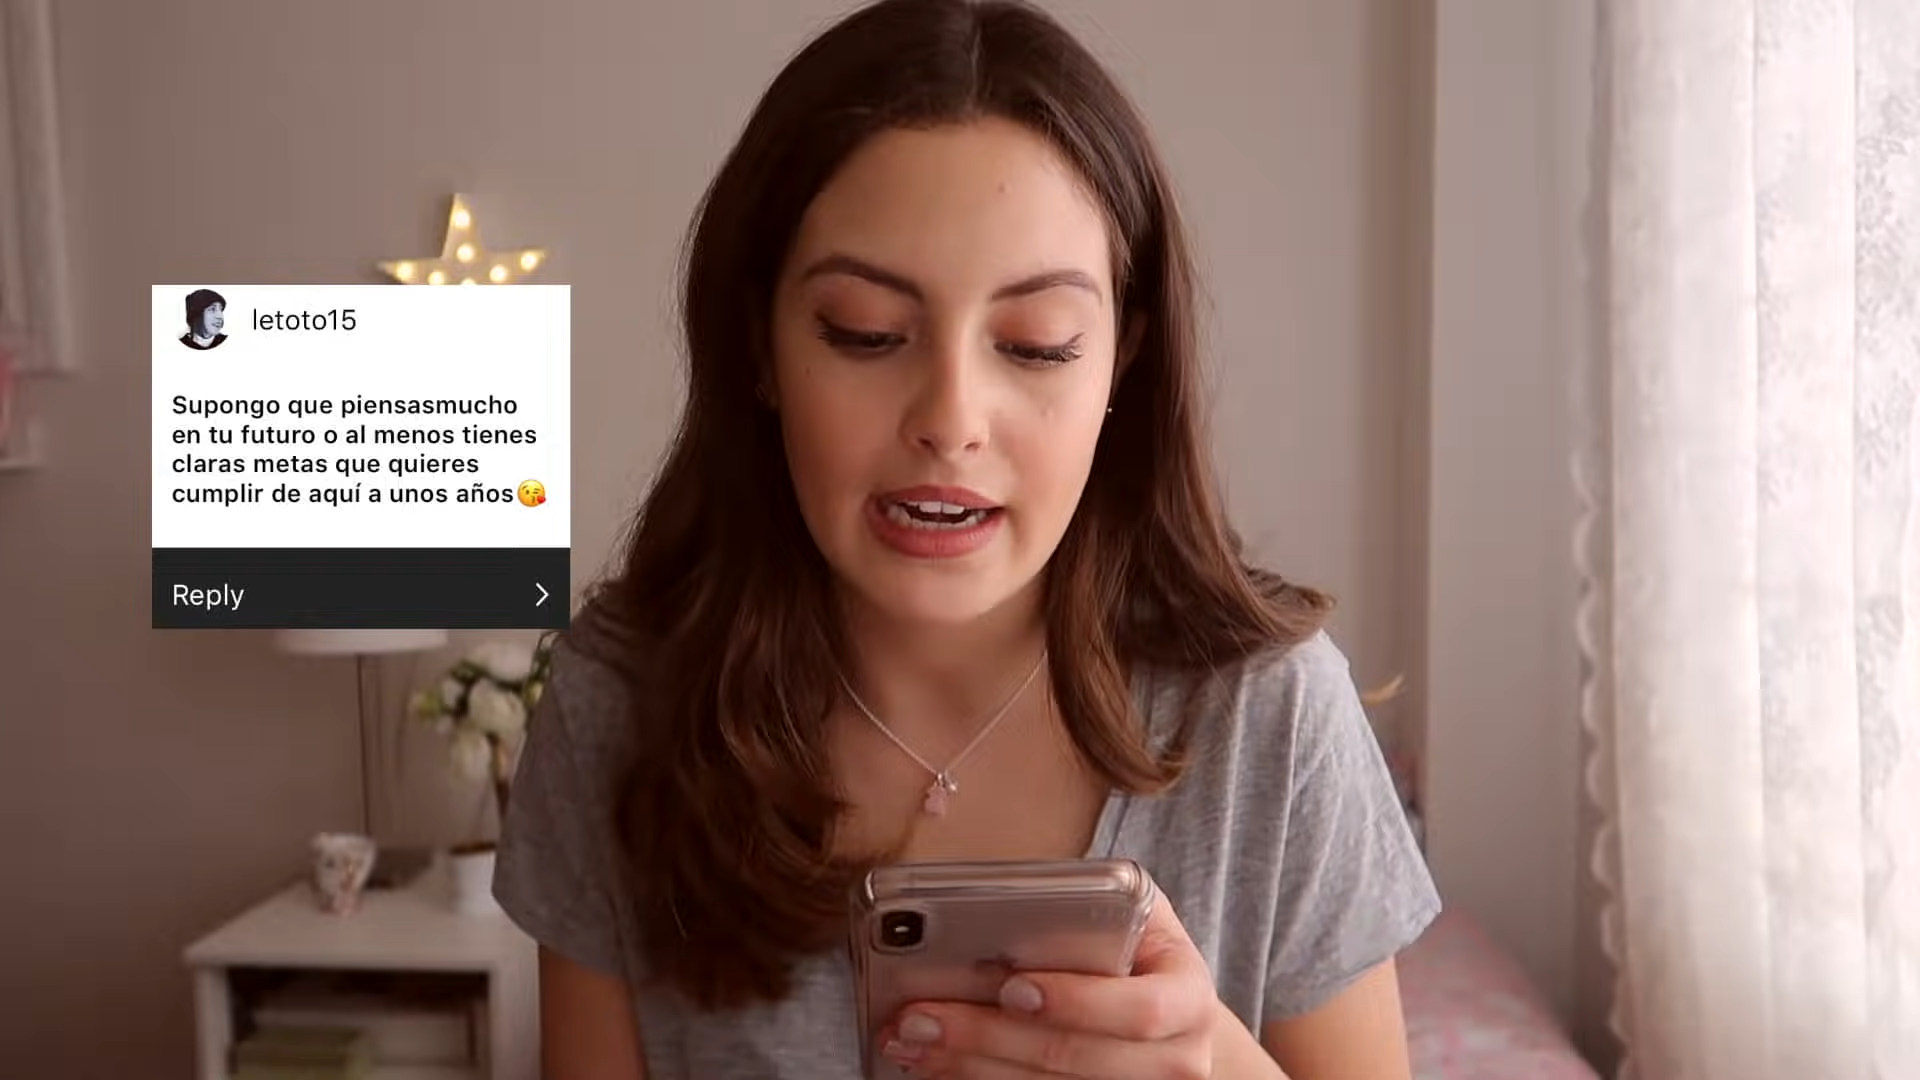 letoto15
Supongo que piensasmucho
en tu futuro o al menos tienes
claras metas que quieres
cumplir de aquí a unos años😘
Reply